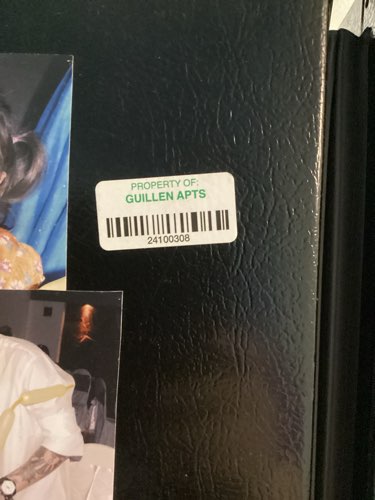 PROPERTY OF:
GUILLEN APTS
24100308